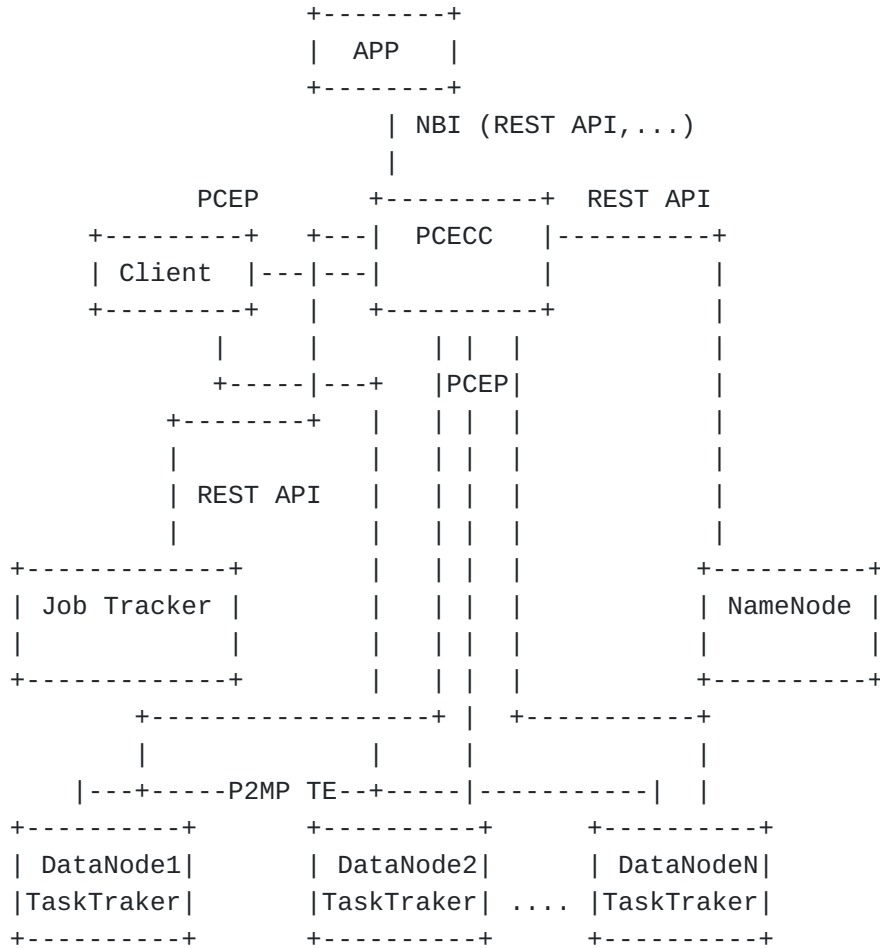 APP
NBI (REST API,...)
PCEP REST API
PCECC
Client
PCEP
REST API
Job Tracker NameNode
P2MP TE
DataNode1 DataNode2 DataNodeN
TaskTraker TaskTraker .... TaskTraker